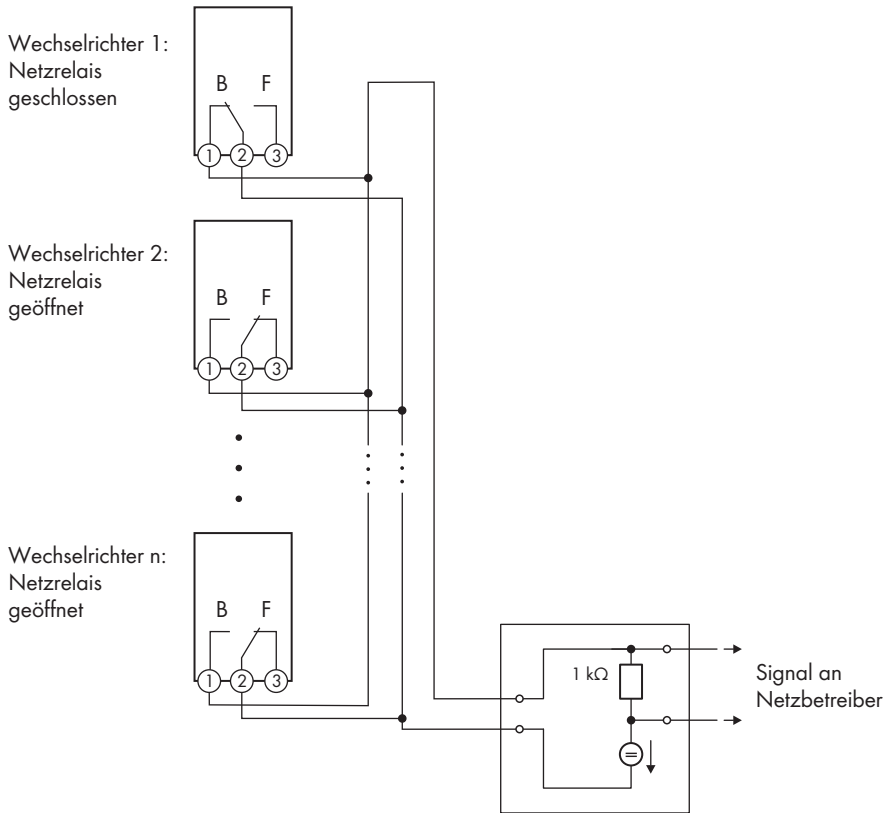 Wechselrichter 1:
Netzrelais
geschlossen
B F
1 2 3
Wechselrichter 2:
Netzrelais
geöffnet
B F
1 2 3
Wechselrichter n:
Netzrelais
geöffnet
B F
1 2 3
1 kΩ
=
Signal an
Netzbetreiber